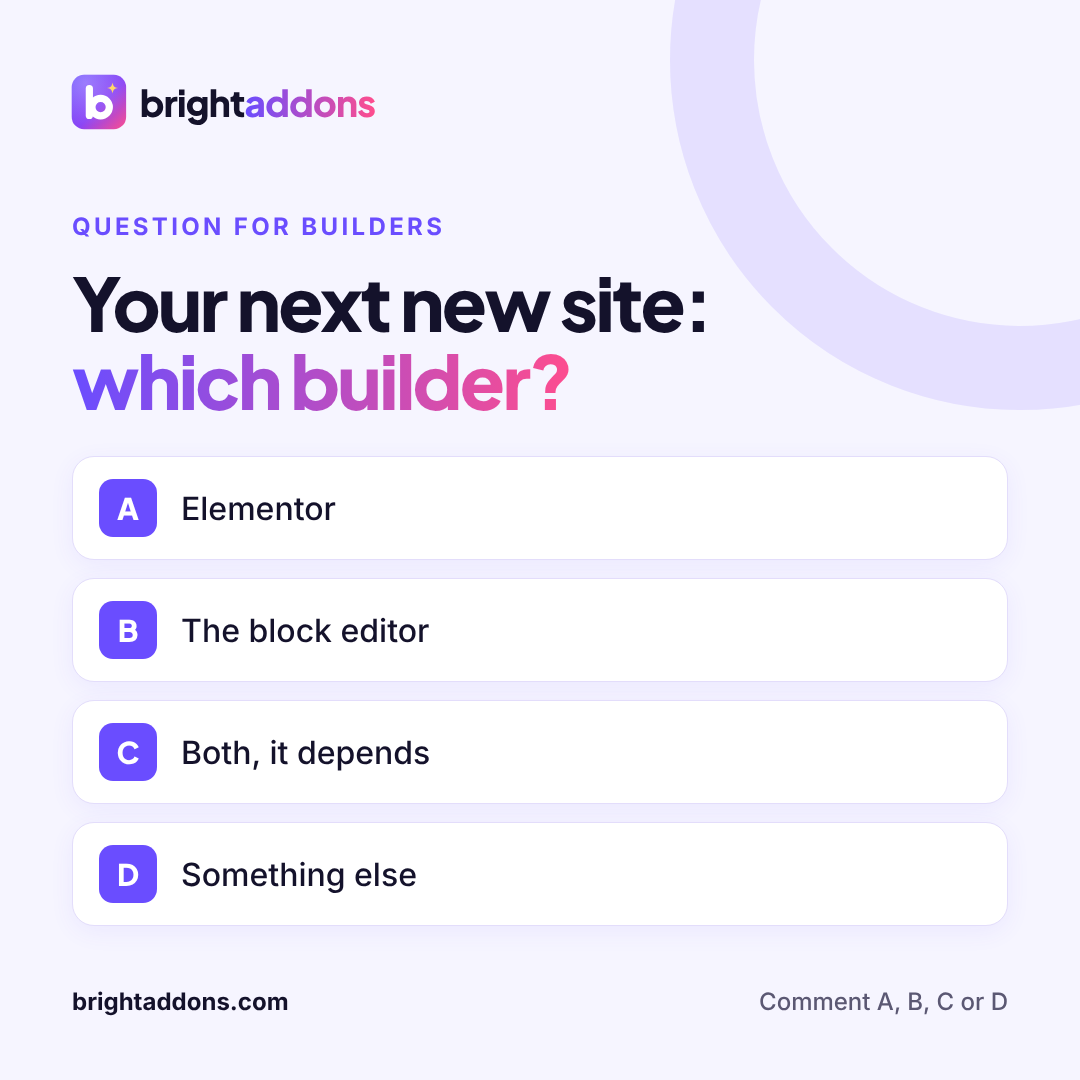 brightaddons
QUESTION FOR BUILDERS
Your next new site:
which builder?
A Elementor
B The block editor
C Both, it depends
D Something else
brightaddons.com
Comment A, B, C or D